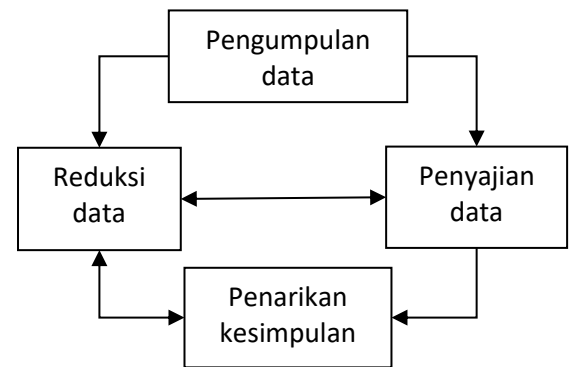 Pengumpulan
data
Reduksi
data
Penyajian
data
Penarikan
kesimpulan